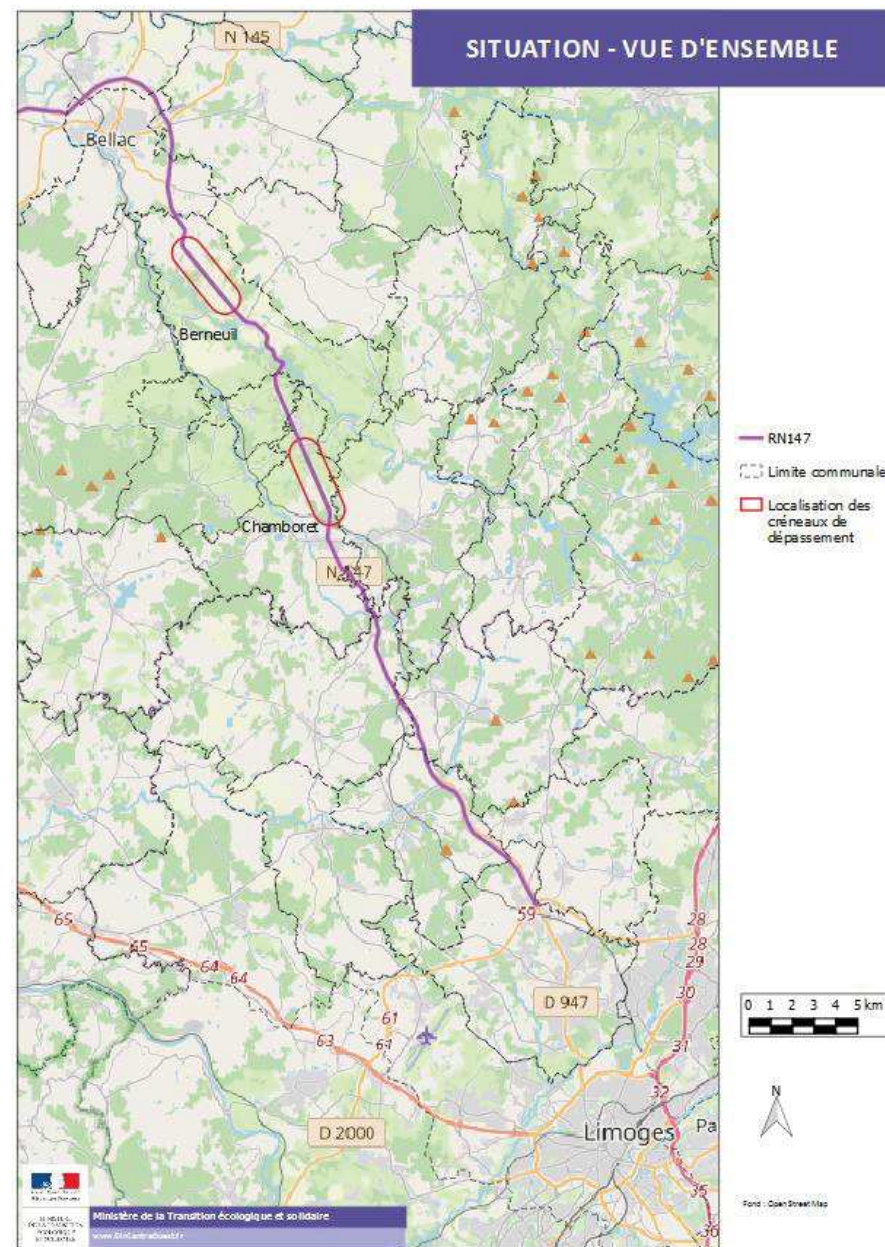 SITUATION - VUE D'ENSEMBLE
N 145
Bellac
Berneuil
Chamboret
N 147
RN147
Limite communale
Localisation des
créneaux de
dépassement
59
28
65
65
28
64
29
64
30
D 947
0 1 2 3 4 5 km
61
61
63
31
32
N
D 2000
Limoges
Pa
35
36
Fond : Open Street Map
Ministère de la Transition écologique et solidaire